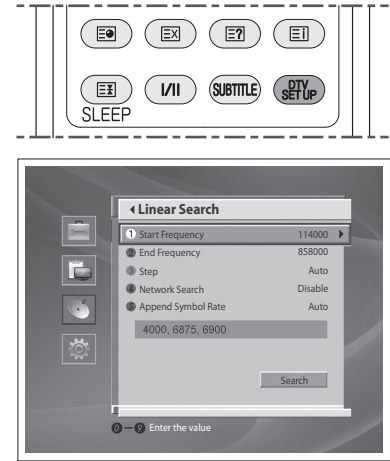 I/II SUBTITLE DTV SETUP
SLEEP
Linear Search
1 Start Frequency 114000
2 End Frequency 858000
3 Step Auto
4 Network Search Disable
5 Append Symbol Rate Auto
4000, 6875, 6900
Search
0 – 9 Enter the value